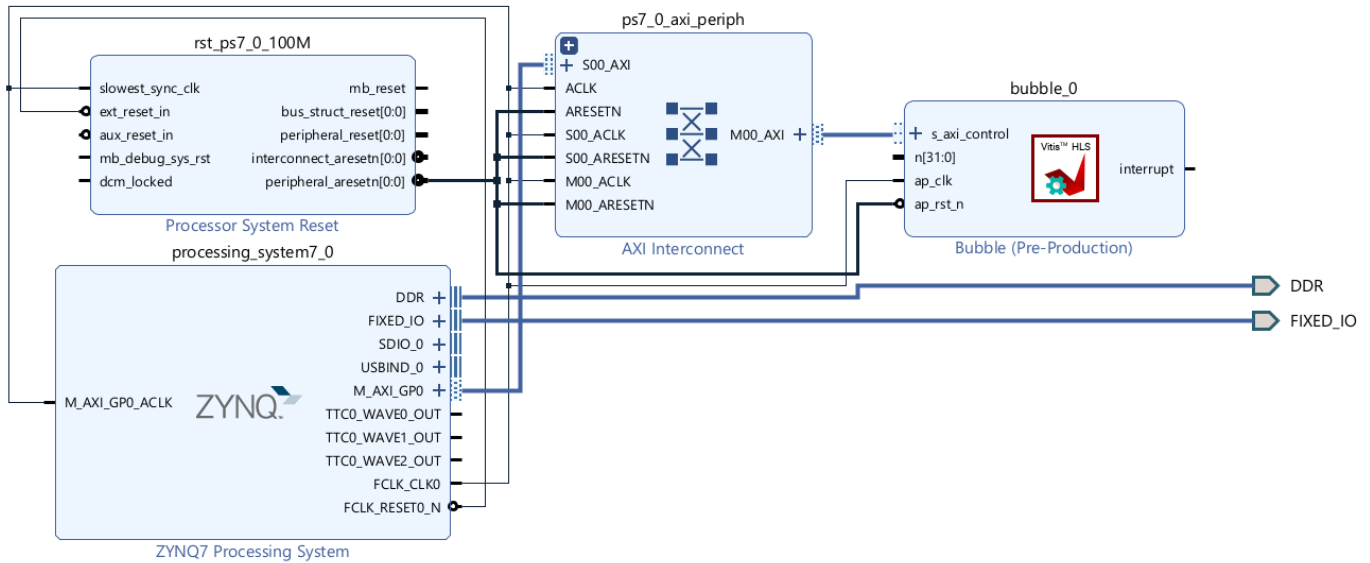 rst_ps7_0_100M
slowest_sync_clk
ext_reset_in
aux_reset_in
mb_debug_sys_rst
dcm_locked
mb_reset
bus_struct_reset[0:0]
peripheral_reset[0:0]
interconnect_aresetn[0:0]
peripheral_aresetn[0:0]
Processor System Reset
ps7_0_axi_periph
S00_AXI
ACLK
ARESETN
S00_ACLK
S00_ARESETN
M00_ACLK
M00_ARESETN
M00_AXI
AXI Interconnect
bubble_0
s_axi_control
n[31:0]
ap_clk
ap_rst_n
Vitis™ HLS
interrupt
Bubble (Pre-Production)
processing_system7_0
M_AXI_GP0_ACLK
ZYNQ
DDR
FIXED_IO
SDIO_0
USBIND_0
M_AXI_GP0
TTC0_WAVE0_OUT
TTC0_WAVE1_OUT
TTC0_WAVE2_OUT
FCLK_CLK0
FCLK_RESET0_N
ZYNQ7 Processing System
DDR
FIXED_IO